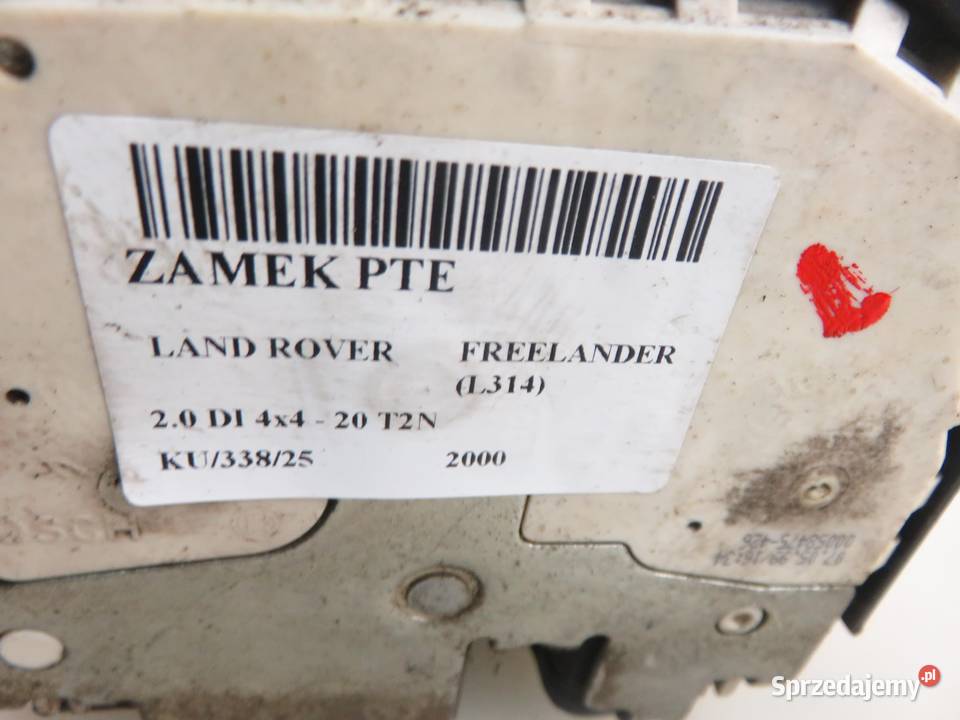 ZAMEK PTE
LAND ROVER FREELANDER
(L314)
2.0 DI 4x4 - 20 T2N
KU/338/25 2000
Sprzedajemy.pl